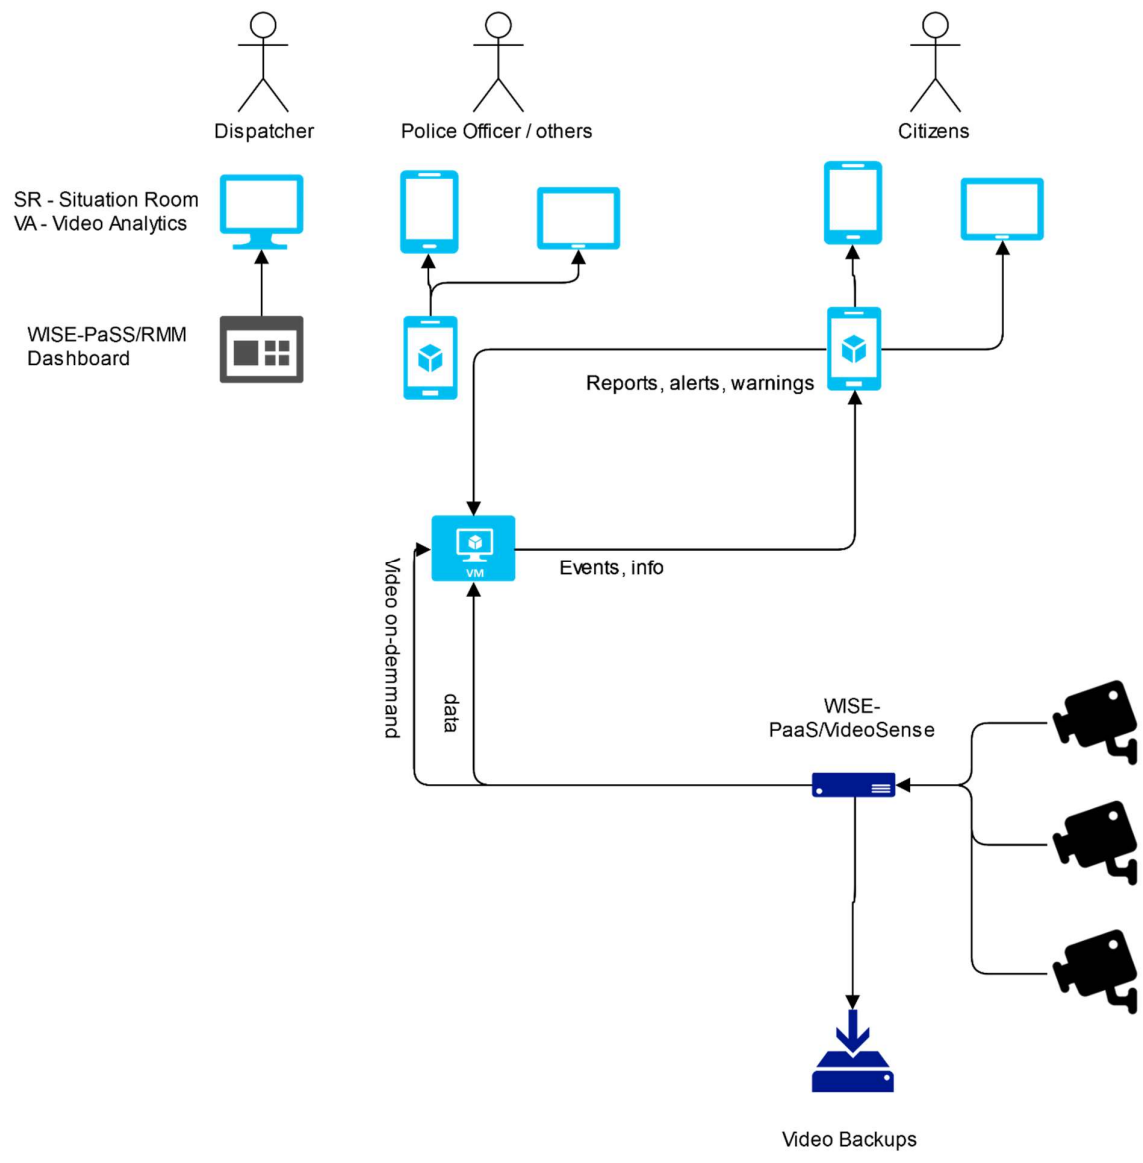 Dispatcher
Police Officer / others
Citizens
SR - Situation Room
VA - Video Analytics
WISE-PaSS/RMM
Dashboard
Reports, alerts, warnings
VM
Events, info
Video on-demmand
data
WISE-
PaaS/VideoSense
Video Backups